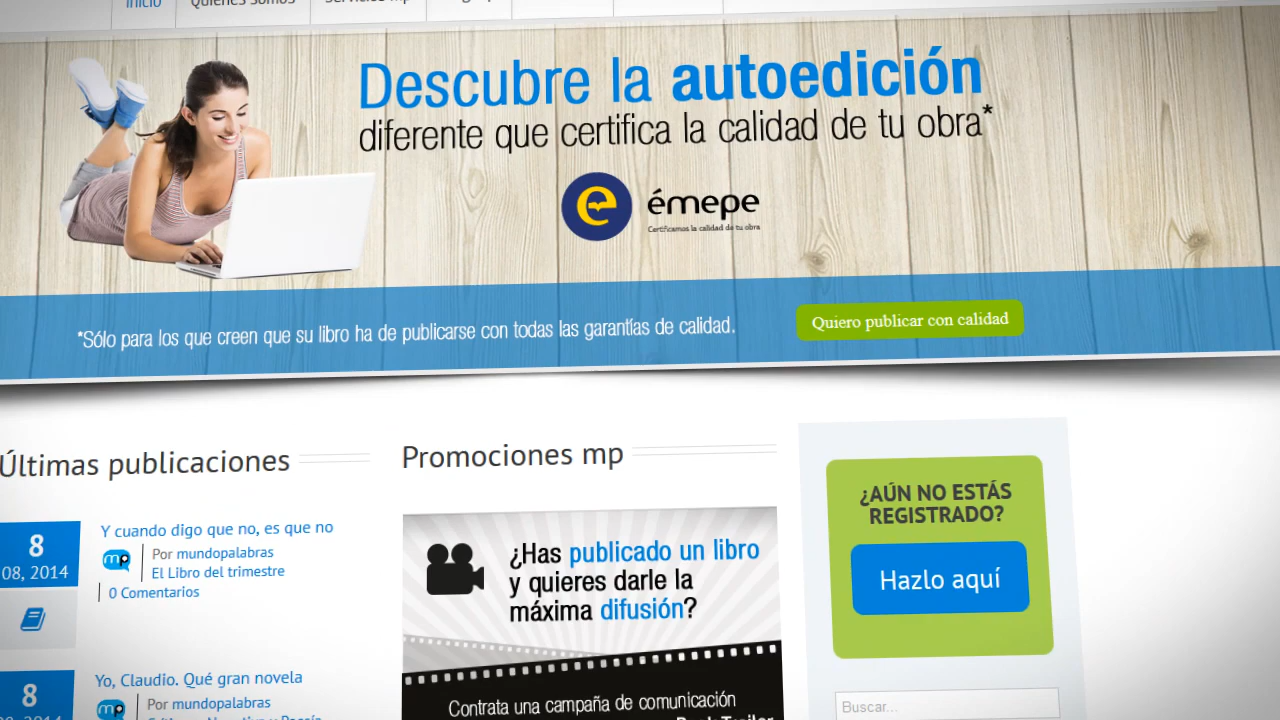 Inicio
Descubre la autoedición
diferente que certifica la calidad de tu obra*
émepe
Certificamos la calidad de tu obra
*Sólo para los que creen que su libro ha de publicarse con todas las garantías de calidad.
Quiero publicar con calidad
Últimas publicaciones
8
08, 2014
Y cuando digo que no, es que no
mp
Por mundopalabras
El Libro del trimestre
0 Comentarios
8
Yo, Claudio. Qué gran novela
mp
Por mundopalabras
Promociones mp
¿Has publicado un libro
y quieres darle la
máxima difusión?
Contrata una campaña de comunicación
¿AÚN NO ESTÁS
REGISTRADO?
Hazlo aquí
Buscar...